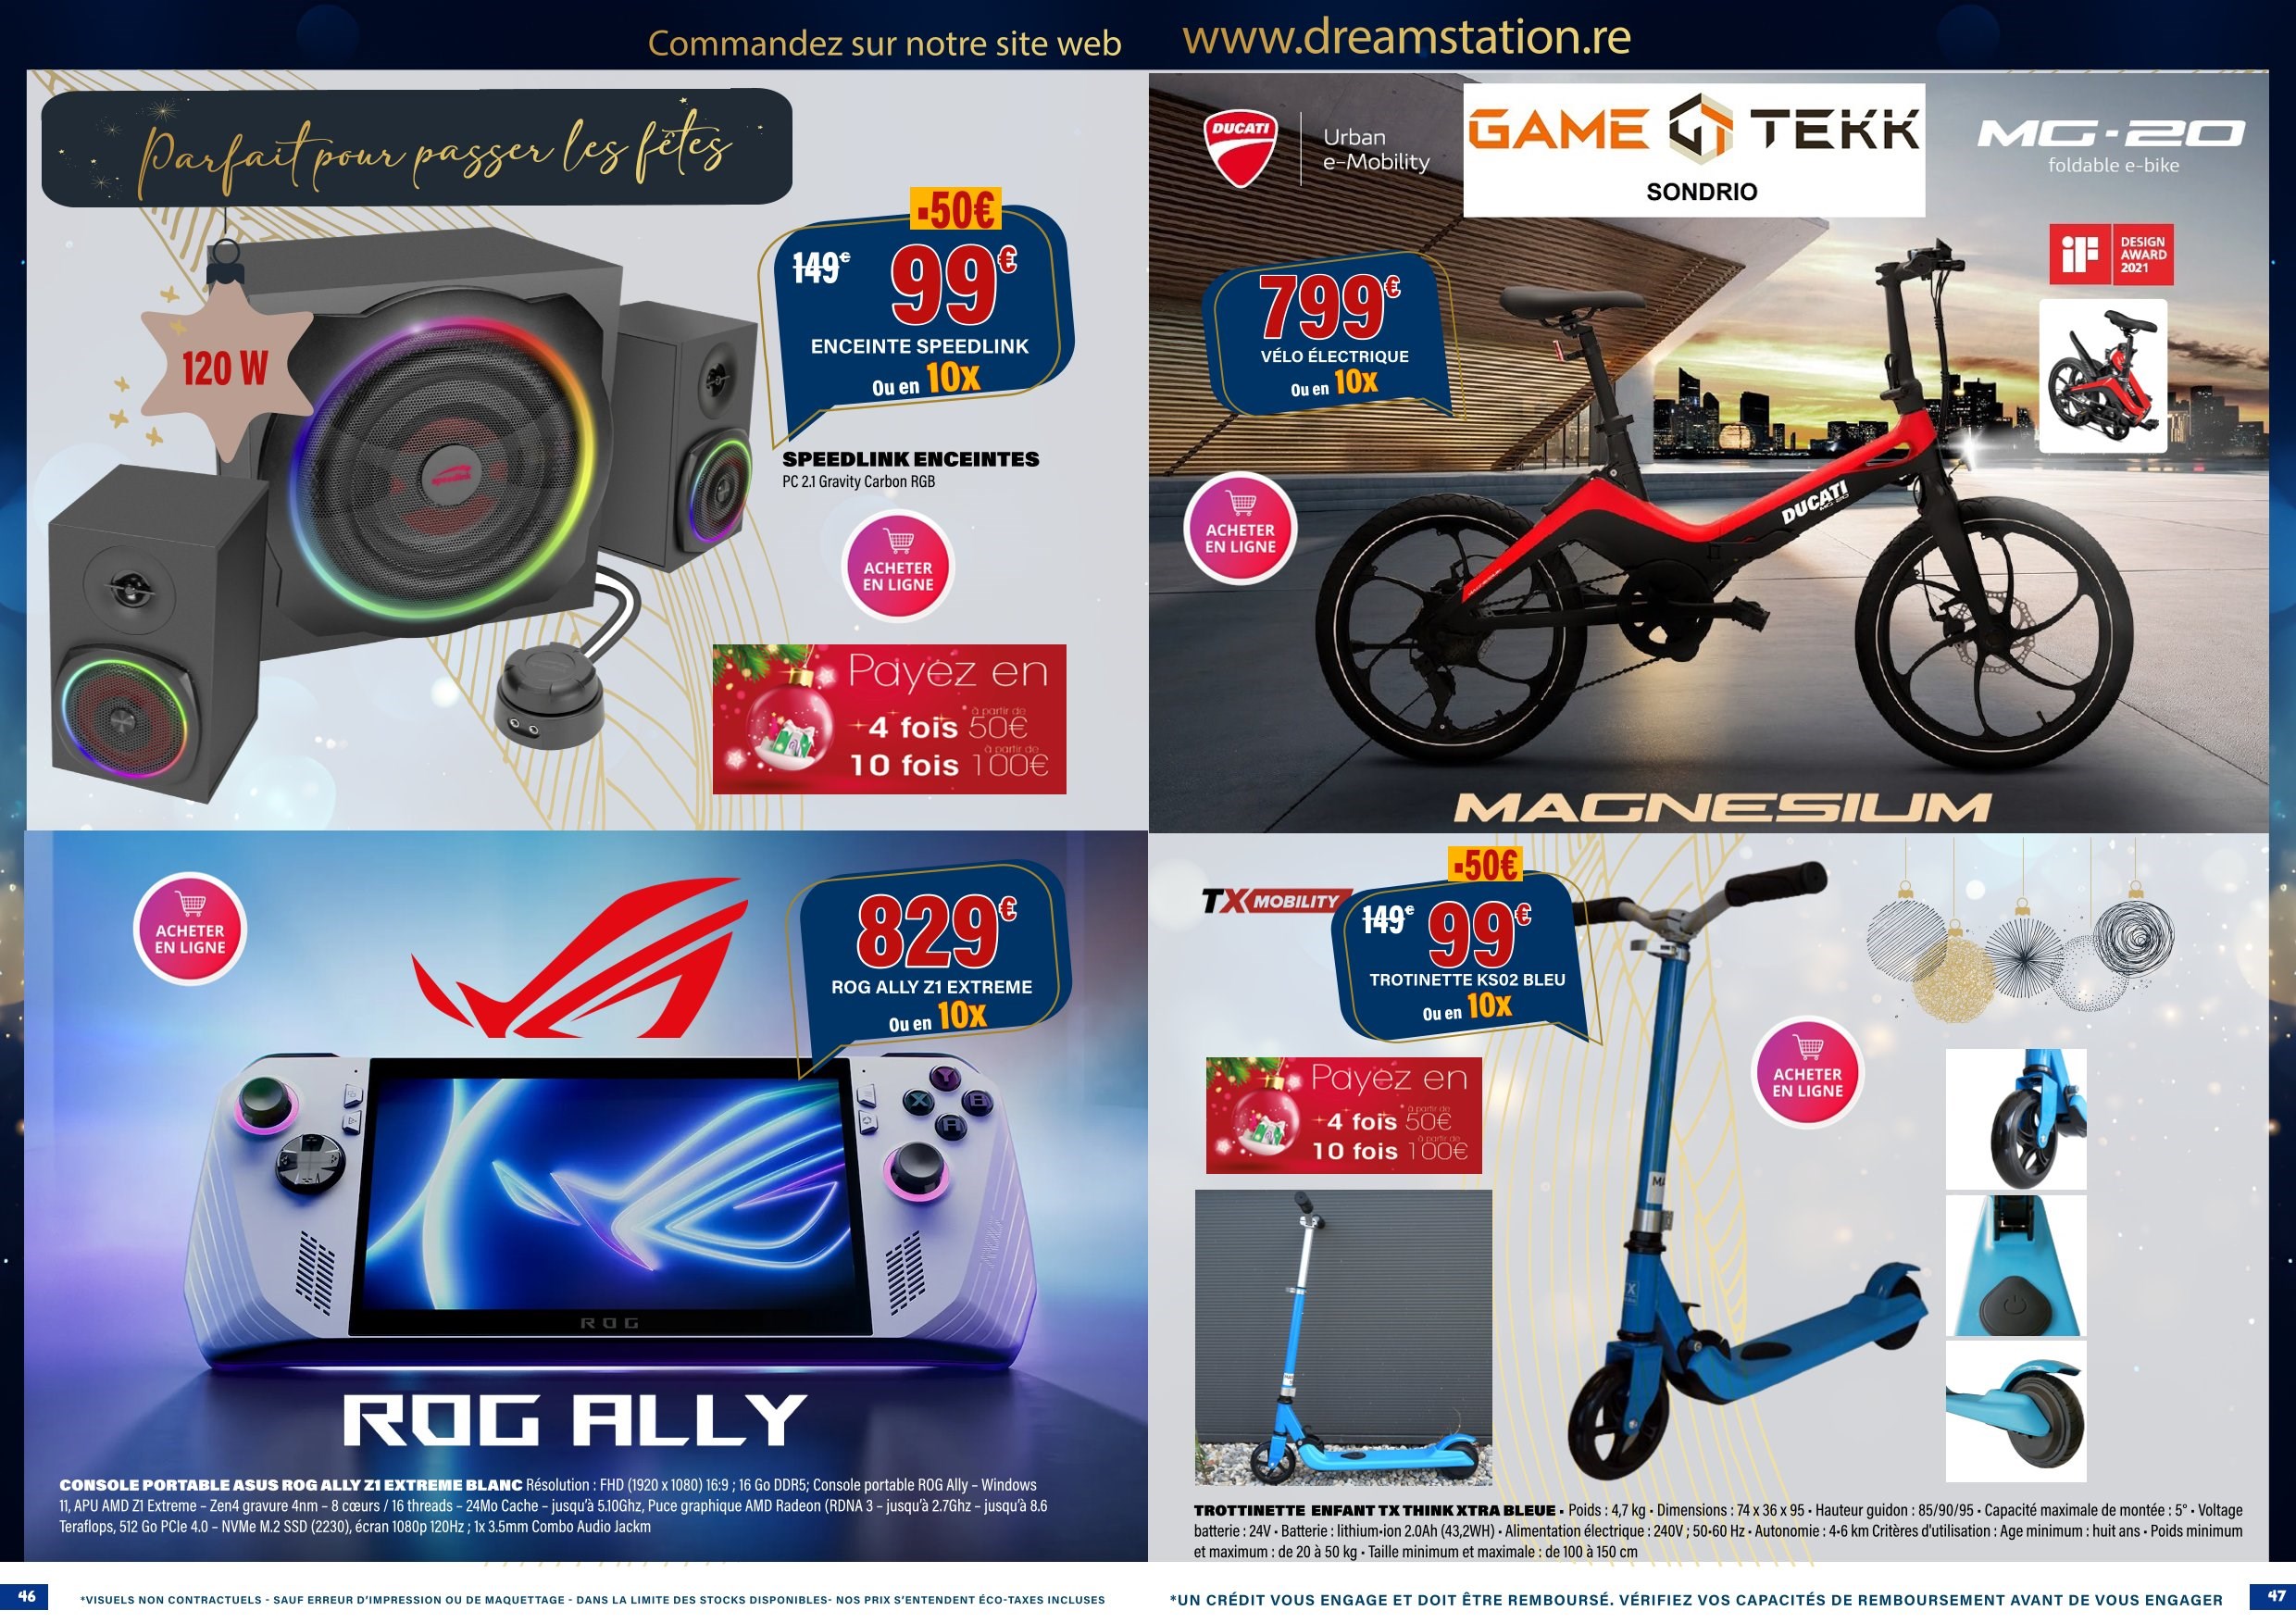 Commandez sur notre site web
www.dreamstation.re
Parfait pour passer les fêtes
120 W
-50€
149€
99€
ENCEINTE SPEEDLINK
Ou en 10x
SPEEDLINK ENCEINTES
PC 2.1 Gravity Carbon RGB
ACHETER
EN LIGNE
speedlink
Payez en
4 fois à partir de 50€
10 fois à partir de 100€
DUCATI
Urban
e-Mobility
GAME TEKK
SONDRIO
MG-20
foldable e-bike
iF
DESIGN
AWARD
2021
799€
VÉLO ÉLECTRIQUE
Ou en 10x
ACHETER
EN LIGNE
DUCATI
MG-20
MAGNESIUM
ACHETER
EN LIGNE
829€
ROG ALLY Z1 EXTREME
Ou en 10x
Y
X
B
A
ROG
ROG ALLY
CONSOLE PORTABLE ASUS ROG ALLY Z1 EXTREME BLANC Résolution : FHD (1920 x 1080) 16:9 ; 16 Go DDR5; Console portable ROG Ally - Windows
11, APU AMD Z1 Extreme - Zen4 gravure 4nm - 8 cœurs / 16 threads - 24Mo Cache - jusqu'à 5.10Ghz, Puce graphique AMD Radeon (RDNA 3 - jusqu'à 2.7Ghz - jusqu'à 8.6
Teraflops, 512 Go PCIe 4.0 - NVMe M.2 SSD (2230), écran 1080p 120Hz ; 1x 3.5mm Combo Audio Jackm
TX MOBILITY
-50€
149€
99€
TROTINETTE KS02 BLEU
Ou en 10x
Payez en
4 fois à partir de 50€
10 fois à partir de 100€
ACHETER
EN LIGNE
TROTTINETTE ENFANT TX THINK XTRA BLEUE • Poids : 4,7 kg • Dimensions : 74 x 36 x 95 • Hauteur guidon : 85/90/95 • Capacité maximale de montée : 5° • Voltage
batterie : 24V • Batterie : lithium-ion 2.0Ah (43,2WH) • Alimentation électrique : 240V ; 50-60 Hz • Autonomie : 4-6 km Critères d'utilisation : Age minimum : huit ans • Poids minimum
et maximum : de 20 à 50 kg • Taille minimum et maximale : de 100 à 150 cm
46
*VISUELS NON CONTRACTUELS - SAUF ERREUR D'IMPRESSION OU DE MAQUETTAGE - DANS LA LIMITE DES STOCKS DISPONIBLES- NOS PRIX S'ENTENDENT ÉCO-TAXES INCLUSES
*UN CRÉDIT VOUS ENGAGE ET DOIT ÊTRE REMBOURSÉ. VÉRIFIEZ VOS CAPACITÉS DE REMBOURSEMENT AVANT DE VOUS ENGAGER
47